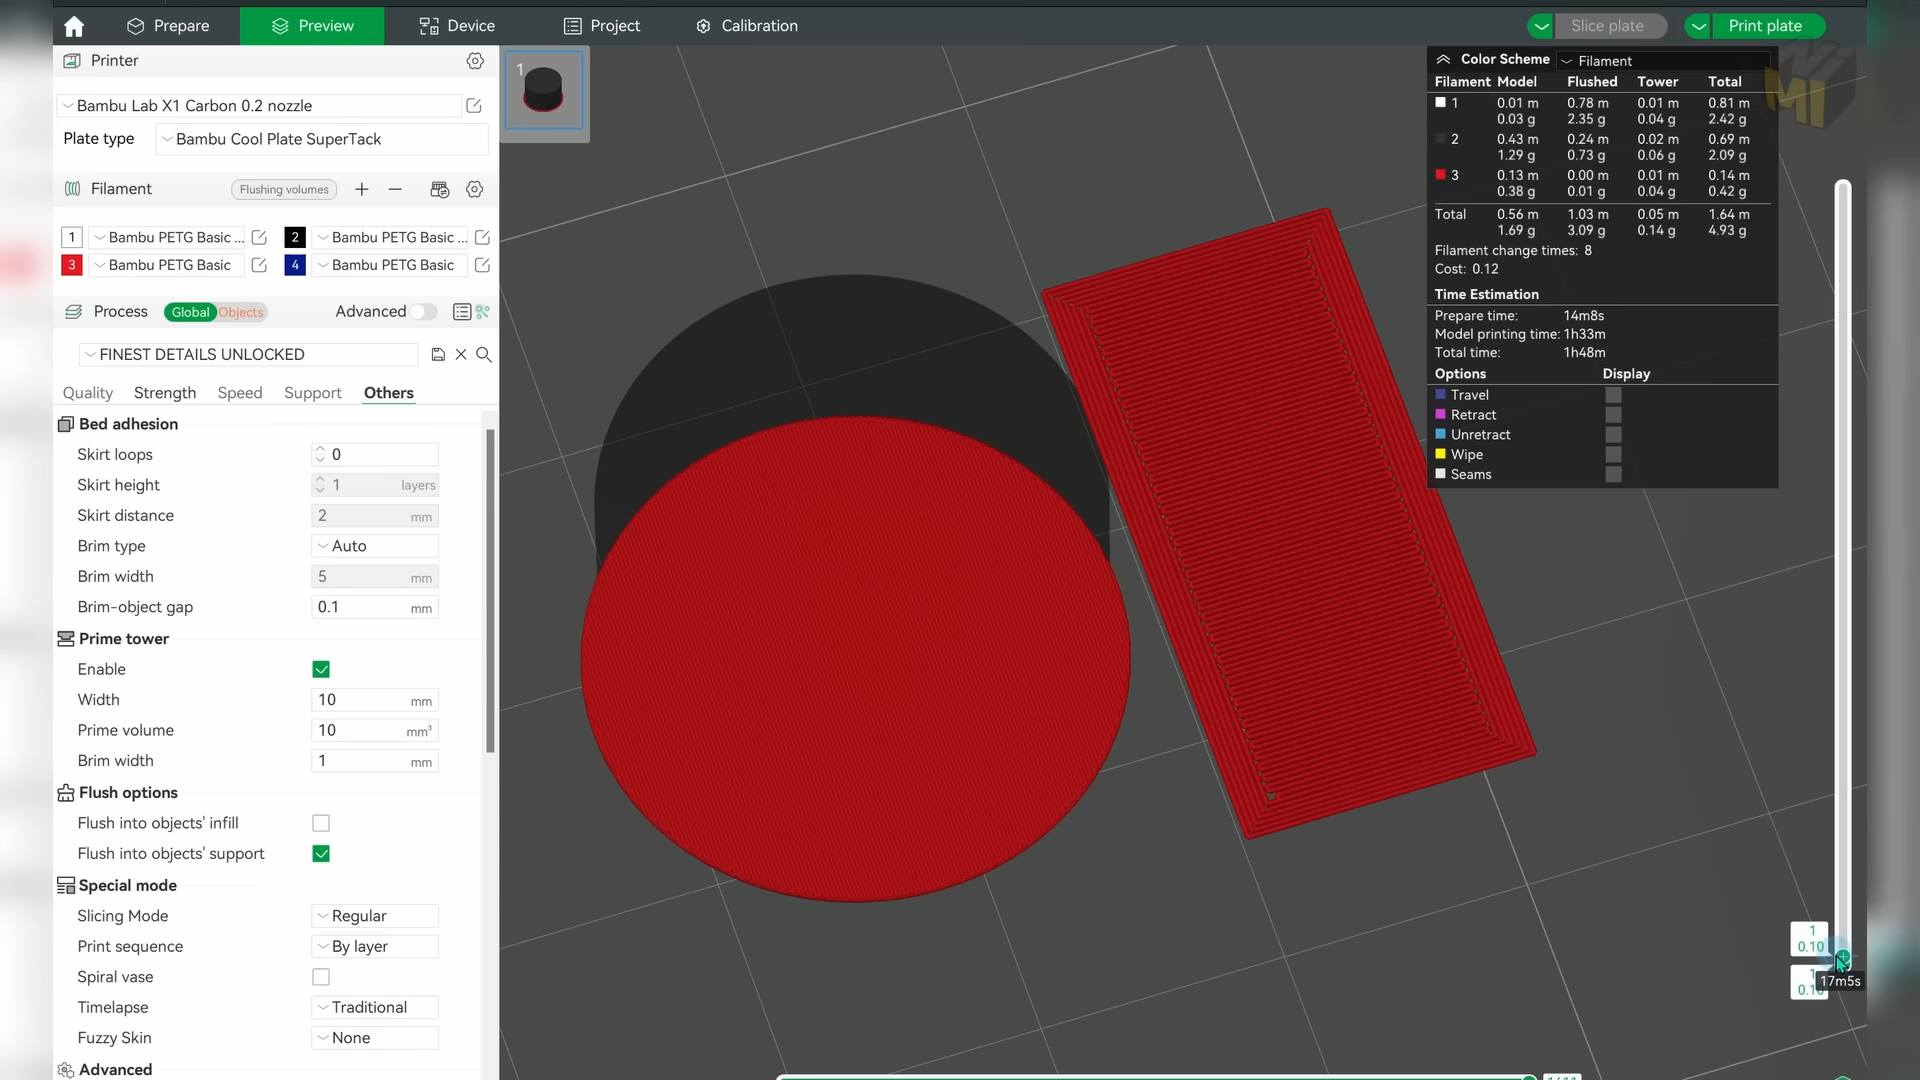 Prepare
Preview
Device
Project
Calibration
Slice plate
Print plate
Printer
Bambu Lab X1 Carbon 0.2 nozzle
Plate type
Bambu Cool Plate SuperTack
Filament
Flushing volumes
1 Bambu PETG Basic ...
2 Bambu PETG Basic ...
3 Bambu PETG Basic
4 Bambu PETG Basic
Process
Global Objects
Advanced
FINEST DETAILS UNLOCKED
Quality
Strength
Speed
Support
Others
Bed adhesion
Skirt loops 0
Skirt height 1 layers
Skirt distance 2 mm
Brim type Auto
Brim width 5 mm
Brim-object gap 0.1 mm
Prime tower
Enable
Width 10 mm
Prime volume 10 mm³
Brim width 1 mm
Flush options
Flush into objects' infill
Flush into objects' support
Special mode
Slicing Mode Regular
Print sequence By layer
Spiral vase
Timelapse Traditional
Fuzzy Skin None
Advanced
1
Color Scheme Filament
Filament Model Flushed Tower Total
1 0.01 m 0.78 m 0.01 m 0.81 m
0.03 g 2.35 g 0.04 g 2.42 g
2 0.43 m 0.24 m 0.02 m 0.69 m
1.29 g 0.73 g 0.06 g 2.09 g
3 0.13 m 0.00 m 0.01 m 0.14 m
0.38 g 0.01 g 0.04 g 0.42 g
Total 0.56 m 1.03 m 0.05 m 1.64 m
1.69 g 3.09 g 0.14 g 4.93 g
Filament change times: 8
Cost: 0.12
Time Estimation
Prepare time: 14m8s
Model printing time: 1h33m
Total time: 1h48m
Options Display
Travel
Retract
Unretract
Wipe
Seams
1
0.10
17m5s